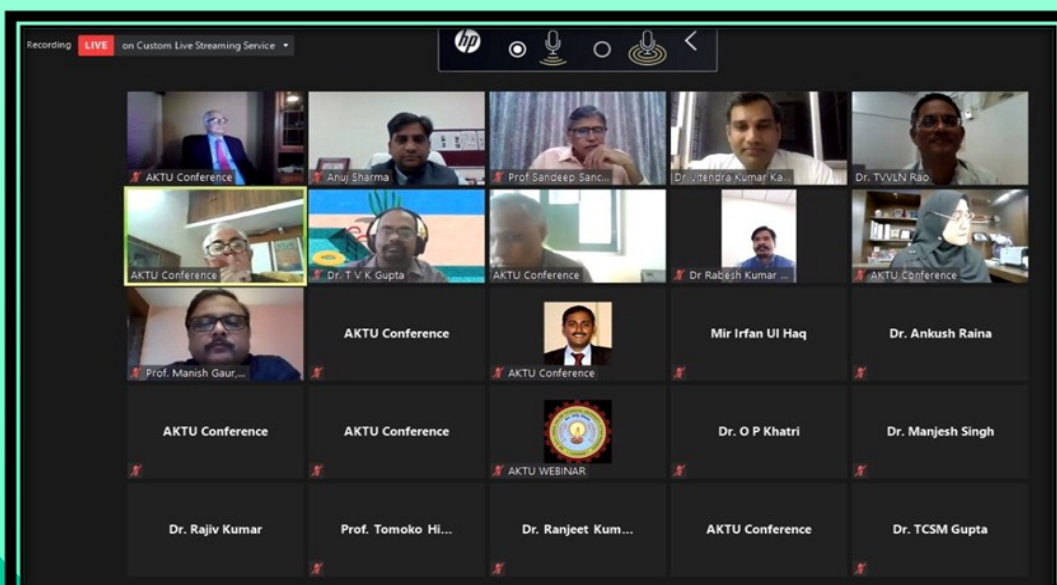 Recording LIVE on Custom Live Streaming Service
hp
AKTU Conference
Anuj Sharma
Prof Sandeep Sanc...
Dr. Jitendra Kumar Ka...
Dr. TVVLN Rao
AKTU Conference
Dr. T V K Gupta
AKTU Conference
Dr Rabesh Kumar ...
AKTU Conference
Prof. Manish Gaur,...
AKTU Conference
AKTU Conference
Mir Irfan Ul Haq
Dr. Ankush Raina
AKTU Conference
AKTU Conference
AKTU WEBINAR
Dr. O P Khatri
Dr. Manjesh Singh
Dr. Rajiv Kumar
Prof. Tomoko Hi...
Dr. Ranjeet Kum...
AKTU Conference
Dr. TCSM Gupta